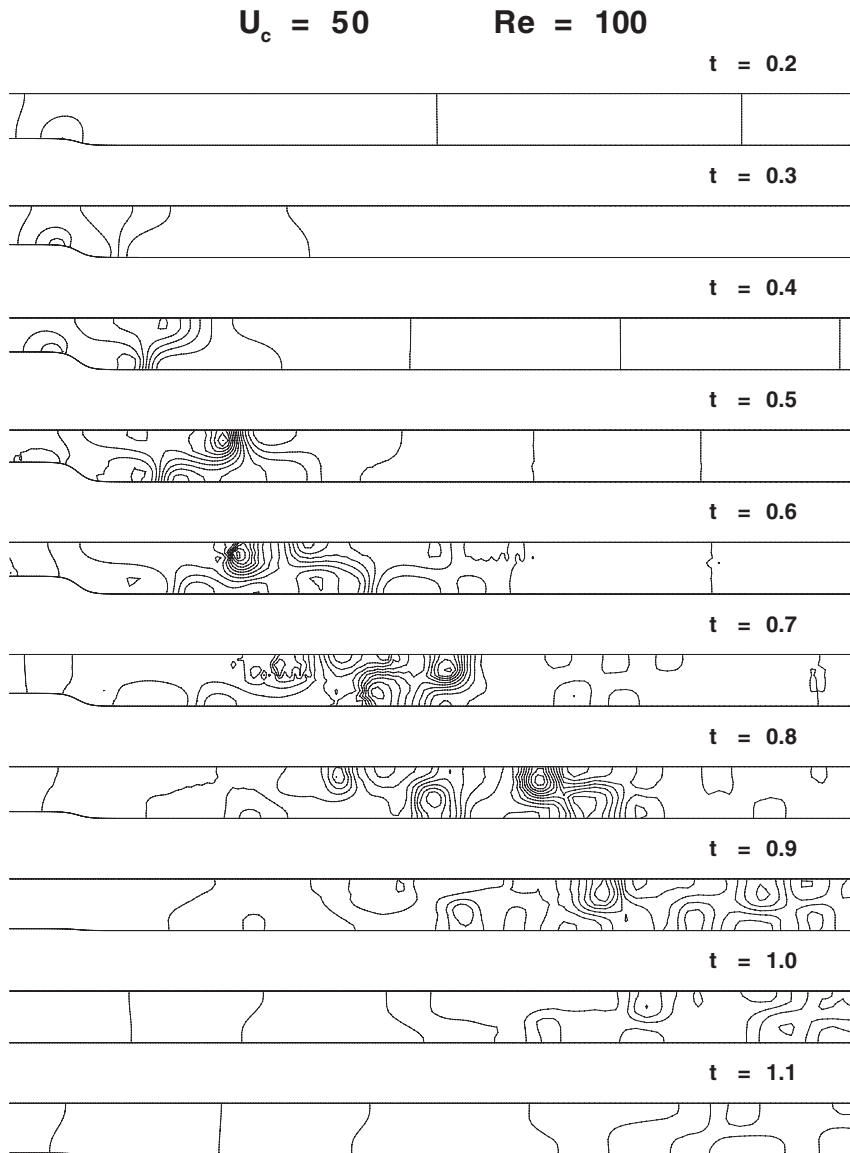 U_c = 50 Re = 100
t = 0.2
t = 0.3
t = 0.4
t = 0.5
t = 0.6
t = 0.7
t = 0.8
t = 0.9
t = 1.0
t = 1.1